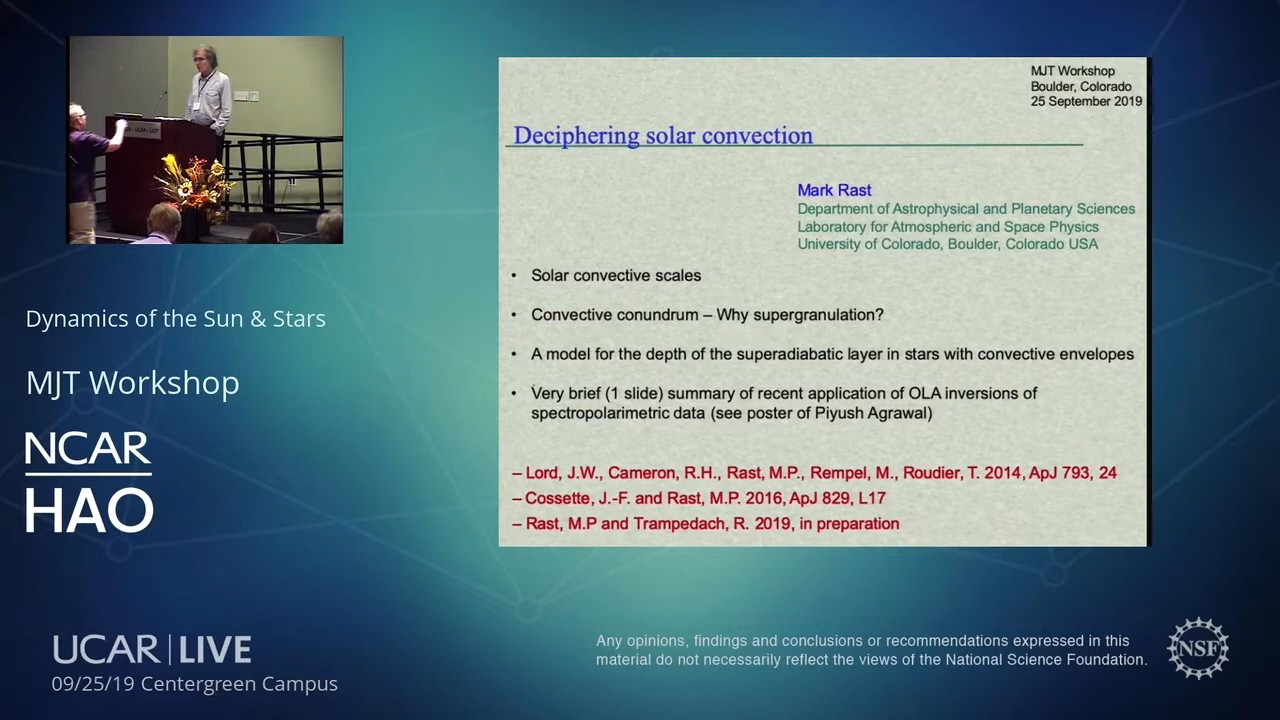 MJT Workshop
Boulder, Colorado
25 September 2019
Deciphering solar convection
Mark Rast
Department of Astrophysical and Planetary Sciences
Laboratory for Atmospheric and Space Physics
University of Colorado, Boulder, Colorado USA
• Solar convective scales
• Convective conundrum – Why supergranulation?
• A model for the depth of the superadiabatic layer in stars with convective envelopes
• Very brief (1 slide) summary of recent application of OLA inversions of
spectropolarimetric data (see poster of Piyush Agrawal)
– Lord, J.W., Cameron, R.H., Rast, M.P., Rempel, M., Roudier, T. 2014, ApJ 793, 24
– Cossette, J.-F. and Rast, M.P. 2016, ApJ 829, L17
– Rast, M.P and Trampedach, R. 2019, in preparation
Dynamics of the Sun & Stars
MJT Workshop
NCAR
HAO
UCAR | LIVE
09/25/19 Centergreen Campus
Any opinions, findings and conclusions or recommendations expressed in this
material do not necessarily reflect the views of the National Science Foundation.
NSF